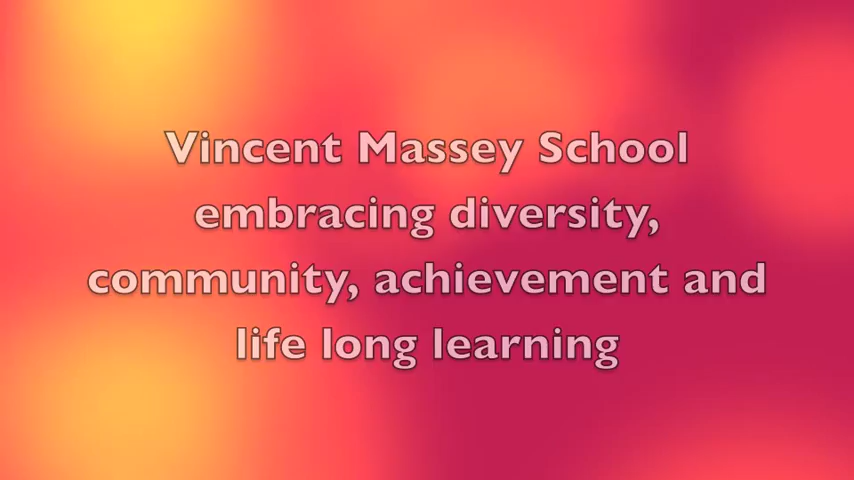 Vincent Massey School
embracing diversity,
community, achievement and
life long learning